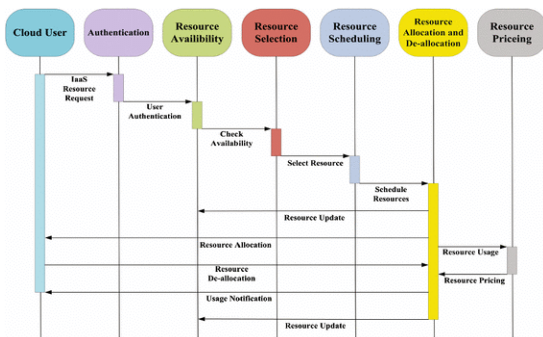 Cloud User
Authentication
Resource
Availibility
Resource
Selection
Resource
Scheduling
Resource
Allocation and
De-allocation
Resource
Priceing
IaaS
Resource
Request
User
Authentication
Check
Availability
Select Resource
Schedule
Resources
Resource Update
Resource Allocation
Resource Usage
Resource
De-allocation
Resource Pricing
Usage Notification
Resource Update